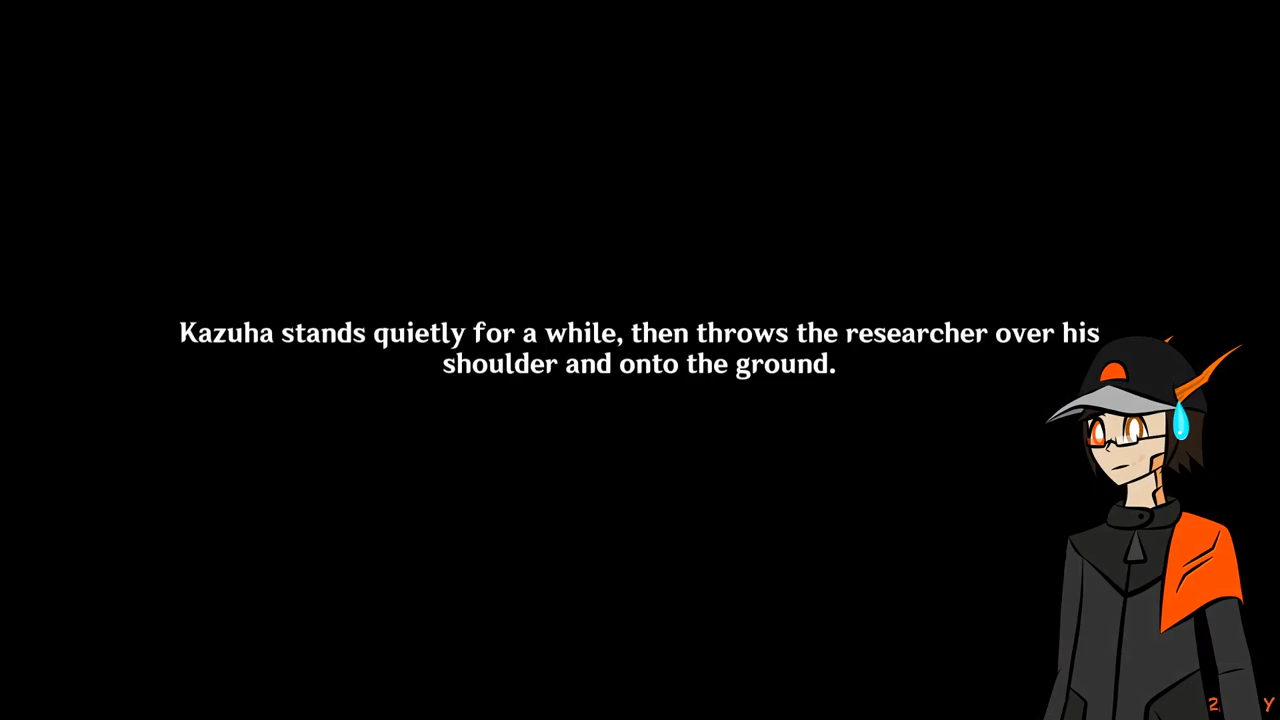 Kazuha stands quietly for a while, then throws the researcher over his
shoulder and onto the ground.